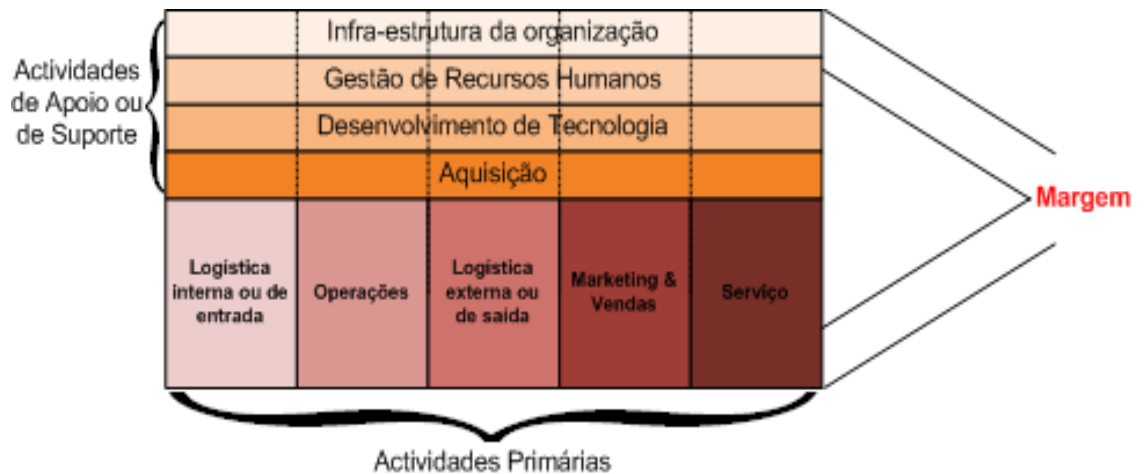 Infra-estrutura da organização
Gestão de Recursos Humanos
Desenvolvimento de Tecnologia
Aquisição
Actividades
de Apoio ou
de Suporte
Logística
interna ou de
entrada
Operações
Logística
externa ou
de saída
Marketing &
Vendas
Serviço
Margem
Actividades Primárias